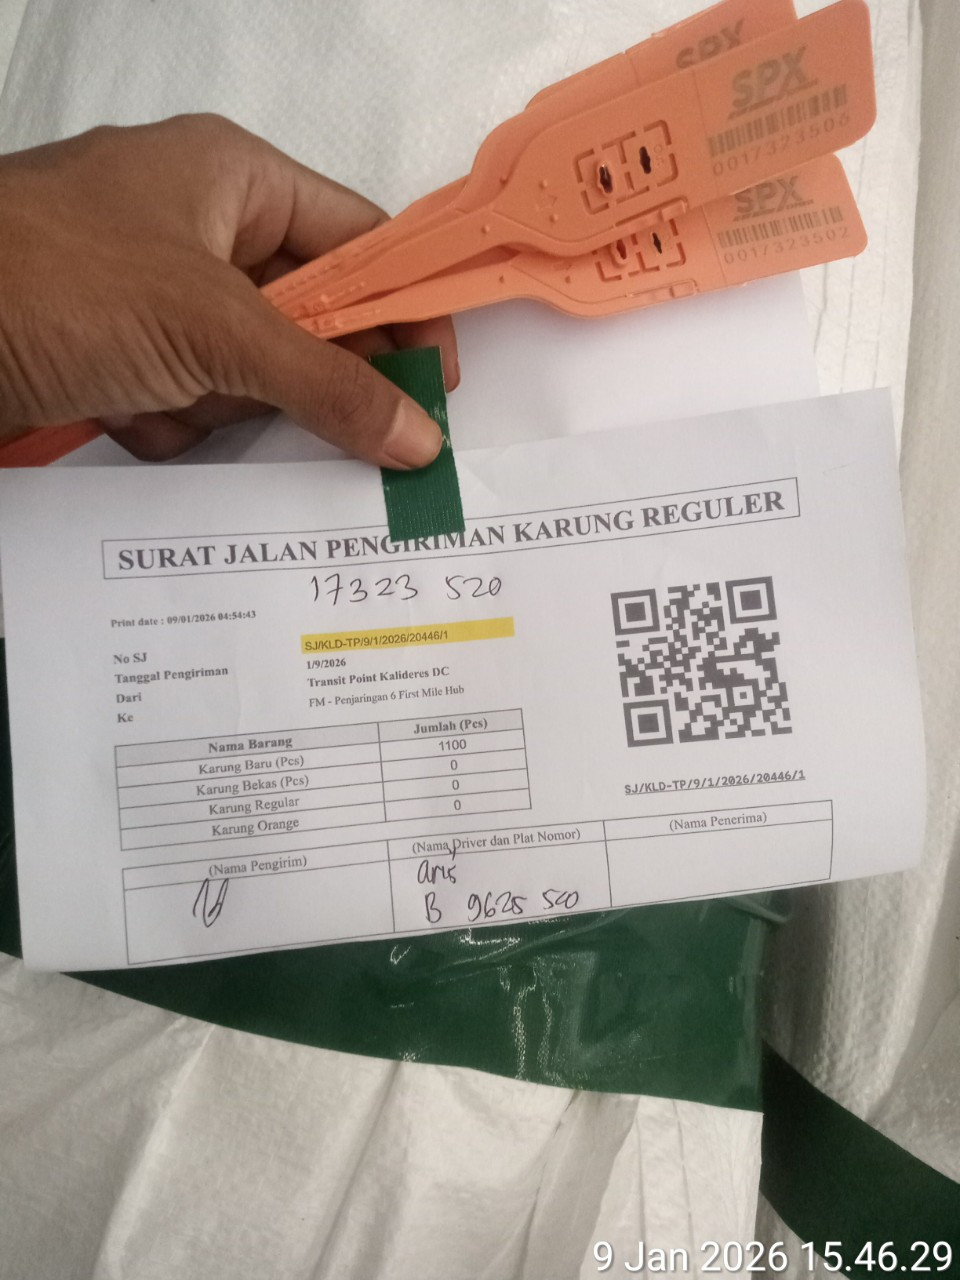 SPX
SPX
0017323506
SPX
0017323502
SURAT JALAN PENGIRIMAN KARUNG REGULER
17323 520
Print date : 09/01/2026 04:54:43
No SJ SJ/KLD-TP/9/1/2026/20446/1
Tanggal Pengiriman 1/9/2026
Dari Transit Point Kalideres DC
Ke FM - Penjaringan 6 First Mile Hub
Nama Barang Jumlah (Pcs)
Karung Baru (Pcs) 1100
Karung Bekas (Pcs) 0
Karung Regular 0
Karung Orange 0
SJ/KLD-TP/9/1/2026/20446/1
(Nama Pengirim) (Nama Driver dan Plat Nomor) (Nama Penerima)
Aris
B 9625
9 Jan 2026 15.46.29